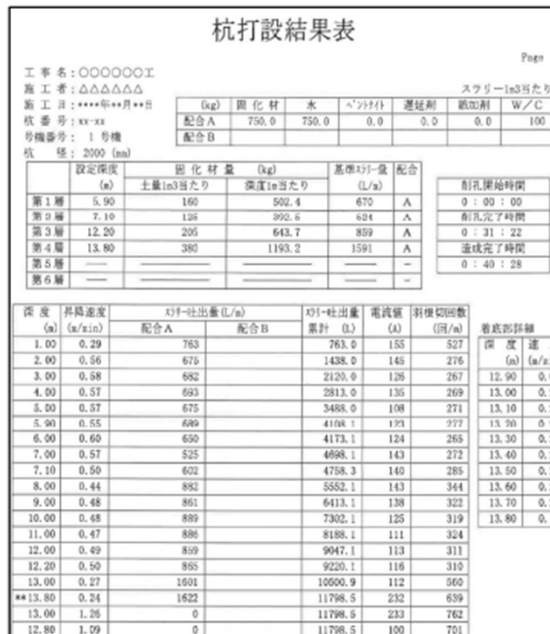 杭打設結果表
Page
工事名:○○○○○○工
施工者:△△△△△△
スラリー1m3当たり
施工日:****年**月**日
杭番号:xx-xx
号機番号: 1 号機
杭 径: 2000 (mm)
(kg) 固化材 水 ベントナイト 遅延剤 添加剤 W/C
配合A 750.0 750.0 0.0 0.0 0.0 100
配合B
設定深度 固化材量 (kg) 基準スラリー量 配合
(m) 土量1m3当たり 深度1m当たり (L/m)
第1層 5.90 160 502.4 670 A
第2層 7.10 125 392.5 524 A
第3層 12.20 205 643.7 859 A
第4層 13.80 380 1193.2 1591 A
第5層 —— —— —— —— -
第6層 —— —— —— —— -
削孔開始時間
0 : 00 : 00
削孔完了時間
0 : 31 : 22
造成完了時間
0 : 40 : 28
深度 昇降速度 スラリー吐出量(L/m) スラリー吐出量 電流値 羽根切回数
(m) (m/min) 配合A 配合B 累計 (L) (A) (回/m)
1.00 0.29 763 763.0 155 527
2.00 0.56 675 1438.0 145 276
3.00 0.58 682 2120.0 126 267
4.00 0.57 693 2813.0 135 269
5.00 0.57 675 3488.0 108 271
5.90 0.55 689 4108.1 123 277
6.00 0.60 650 4173.1 124 265
7.00 0.57 525 4698.1 143 272
7.10 0.50 602 4758.3 140 285
8.00 0.44 882 5552.1 143 344
9.00 0.48 861 6413.1 138 322
10.00 0.48 889 7302.1 125 319
11.00 0.47 886 8188.1 111 324
12.00 0.49 859 9047.1 113 311
12.20 0.50 865 9220.1 116 310
13.00 0.27 1601 10500.9 112 560
**13.80 0.24 1622 11798.5 232 639
13.00 1.26 0 11798.5 233 762
12.80 1.09 0 11798.5 100 701
着底部詳細
深度
(m)
12.90
13.00
13.10
13.20
13.30
13.40
13.50
13.60
13.70
13.80